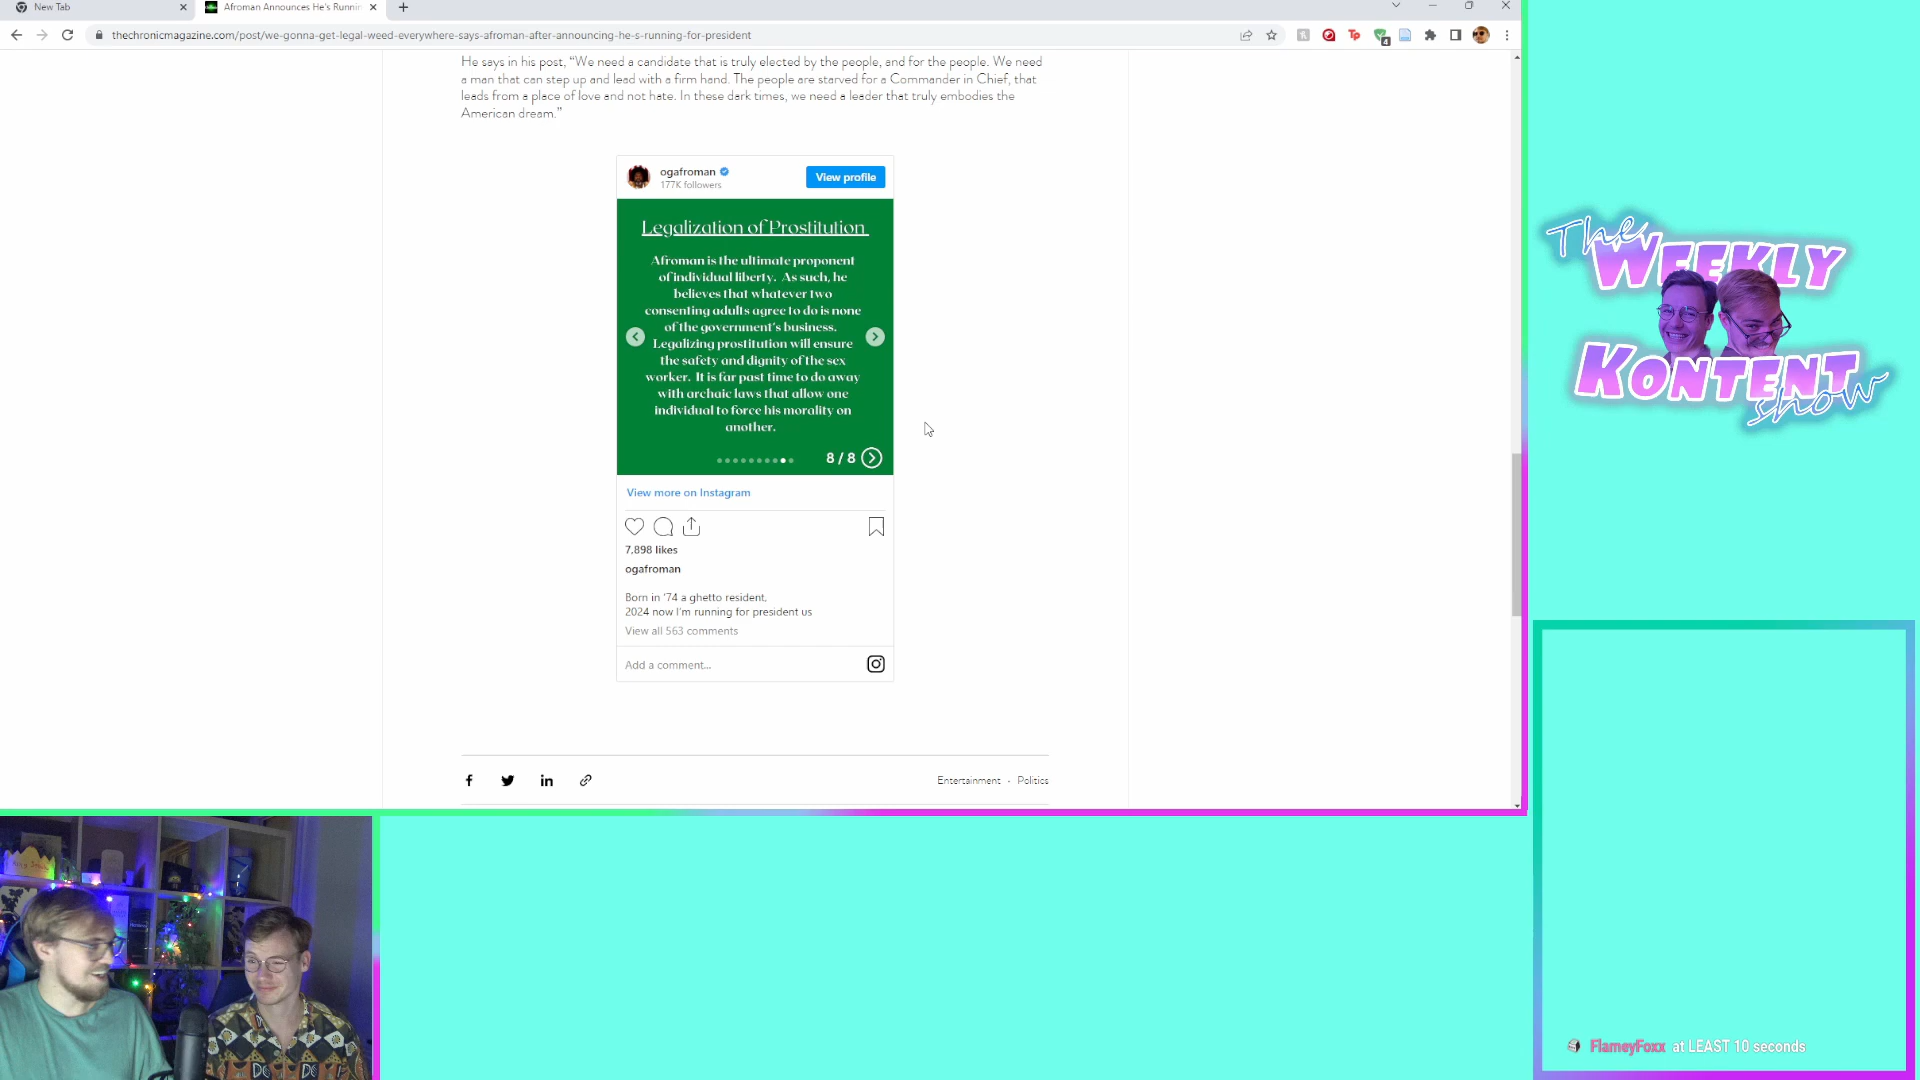 New Tab
Afroman Announces He's Runnin
thechronicmagazine.com/post/we-gonna-get-legal-weed-everywhere-says-afroman-after-announcing-he-s-running-for-president
4
He says in his post, “We need a candidate that is truly elected by the people, and for the people. We need
a man that can step up and lead with a firm hand. The people are starved for a Commander in Chief, that
leads from a place of love and not hate. In these dark times, we need a leader that truly embodies the
American dream.”
ogafroman
177K followers
View profile
Legalization of Prostitution
Afroman is the ultimate proponent
of individual liberty. As such, he
believes that whatever two
consenting adults agree to do is none
of the government's business.
Legalizing prostitution will ensure
the safety and dignity of the sex
worker. It is far past time to do away
with archaic laws that allow one
individual to force his morality on
another.
8 / 8
View more on Instagram
7,898 likes
ogafroman
Born in ‘74 a ghetto resident,
2024 now I'm running for president us
View all 563 comments
Add a comment...
Entertainment • Politics
The
WEEKLY
KONTENT
show
FlameyFoxx at LEAST 10 seconds